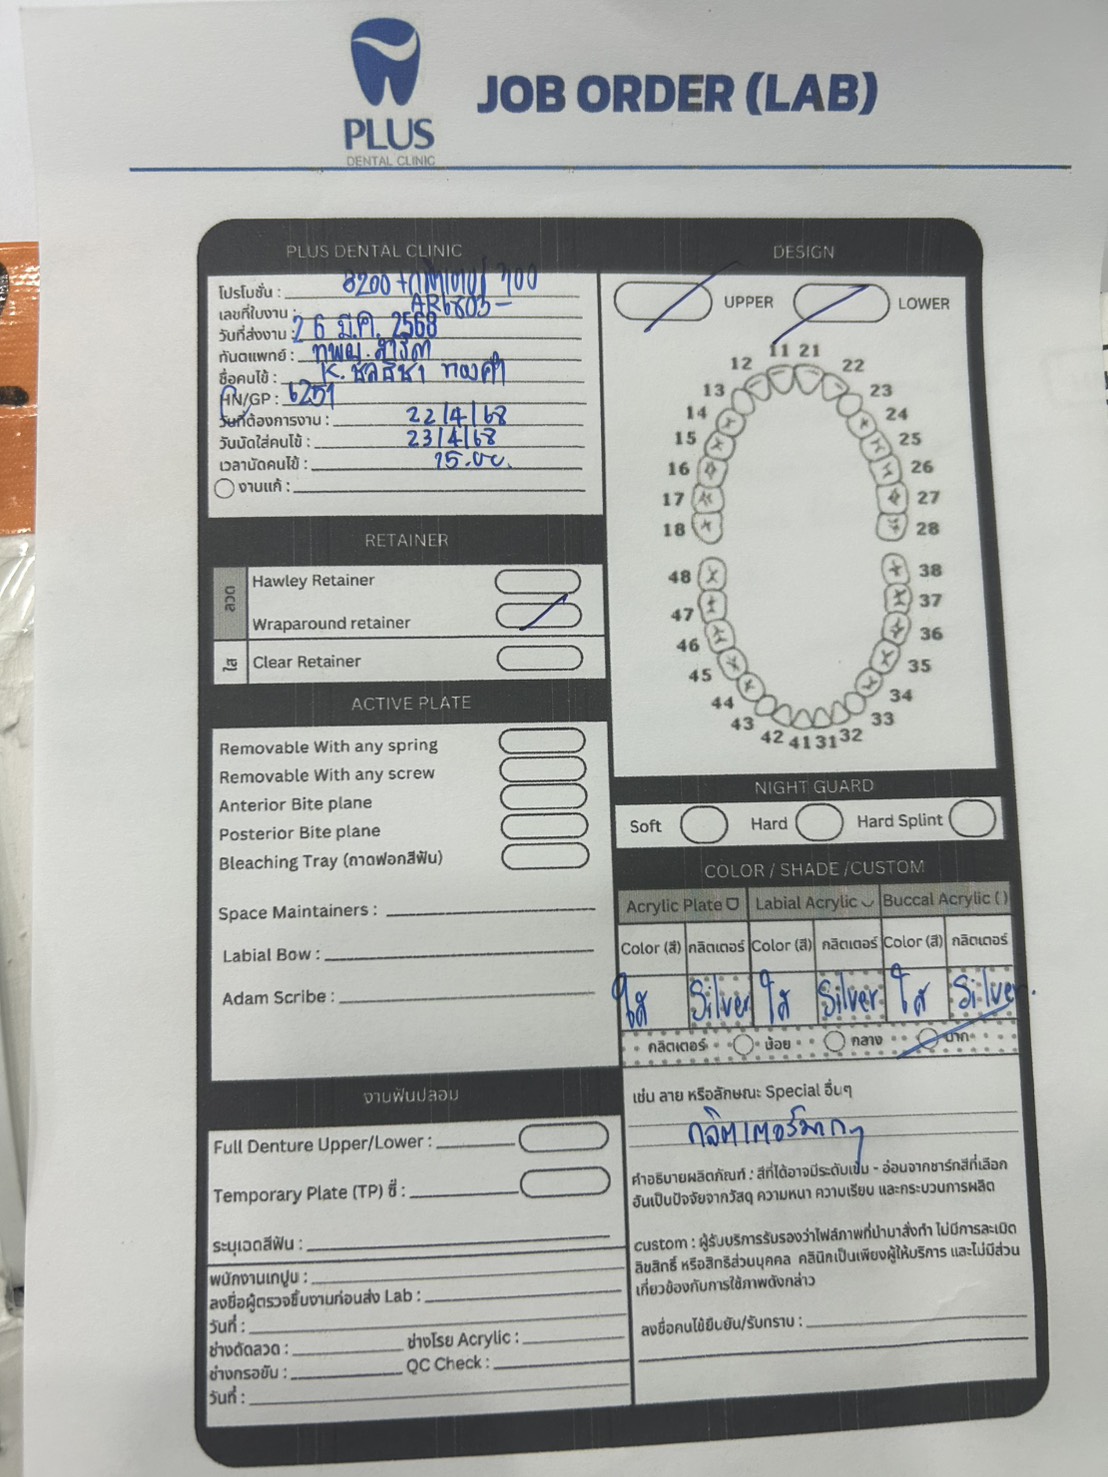 PLUS
DENTAL CLINIC
JOB ORDER (LAB)
PLUS DENTAL CLINIC
โปรโมชั่น : 3200 + กลิตเตอร์ 300
เลขที่ใบงาน : AR6803-
วันที่ส่งงาน : 26 มี.ค. 2568
ทันตแพทย์ : ทพญ.
ชื่อคนไข้ : K. ชลธิชา ทองคำ
HN/GP : 6251
วันที่ต้องการงาน : 22/4/68
วันนัดใส่คนไข้ : 23/4/68
เวลานัดคนไข้ : 15.00.
งานแก้ :
DESIGN
UPPER LOWER
11 21
12 22
13 23
14 24
15 25
16 26
17 27
18 28
48 38
47 37
46 36
45 35
44 34
43 33
42 41 31 32
RETAINER
ลวด
Hawley Retainer
Wraparound retainer
ใส
Clear Retainer
ACTIVE PLATE
Removable With any spring
Removable With any screw
Anterior Bite plane
Posterior Bite plane
Bleaching Tray (ถาดฟอกสีฟัน)
Space Maintainers :
Labial Bow :
Adam Scribe :
NIGHT GUARD
Soft Hard Hard Splint
COLOR / SHADE /CUSTOM
Acrylic Plate Labial Acrylic Buccal Acrylic ( )
Color (สี) กลิตเตอร์ Color (สี) กลิตเตอร์ Color (สี) กลิตเตอร์
ใส Silver ใส Silver ใส Silver
กลิตเตอร์ น้อย กลาง มาก
เช่น ลาย หรือลักษณะ Special อื่นๆ
กลิตเตอร์มากๆ
คำอธิบายผลิตภัณฑ์ : สีที่ได้อาจมีระดับเข้ม - อ่อนจากชาร์ทสีที่เลือก
อันเป็นปัจจัยจากวัสดุ ความหนา ความเรียบ และกระบวนการผลิต
custom : ผู้รับบริการรับรองว่าไฟล์ภาพที่นำมาสั่งทำ ไม่มีการละเมิด
ลิขสิทธิ์ หรือสิทธิส่วนบุคคล คลินิกเป็นเพียงผู้ให้บริการ และไม่มีส่วน
เกี่ยวข้องกับการใช้ภาพดังกล่าว
ลงชื่อคนไข้ยืนยัน/รับทราบ :
งานฟันปลอม
Full Denture Upper/Lower :
Temporary Plate (TP) ซี่ :
ระบุเฉดสีฟัน :
พนักงานเทปูน :
ลงชื่อผู้ตรวจชิ้นงานก่อนส่ง Lab :
วันที่ :
ช่างดัดลวด : ช่างโรย Acrylic :
ช่างกรอขัด : QC Check :
วันที่ :